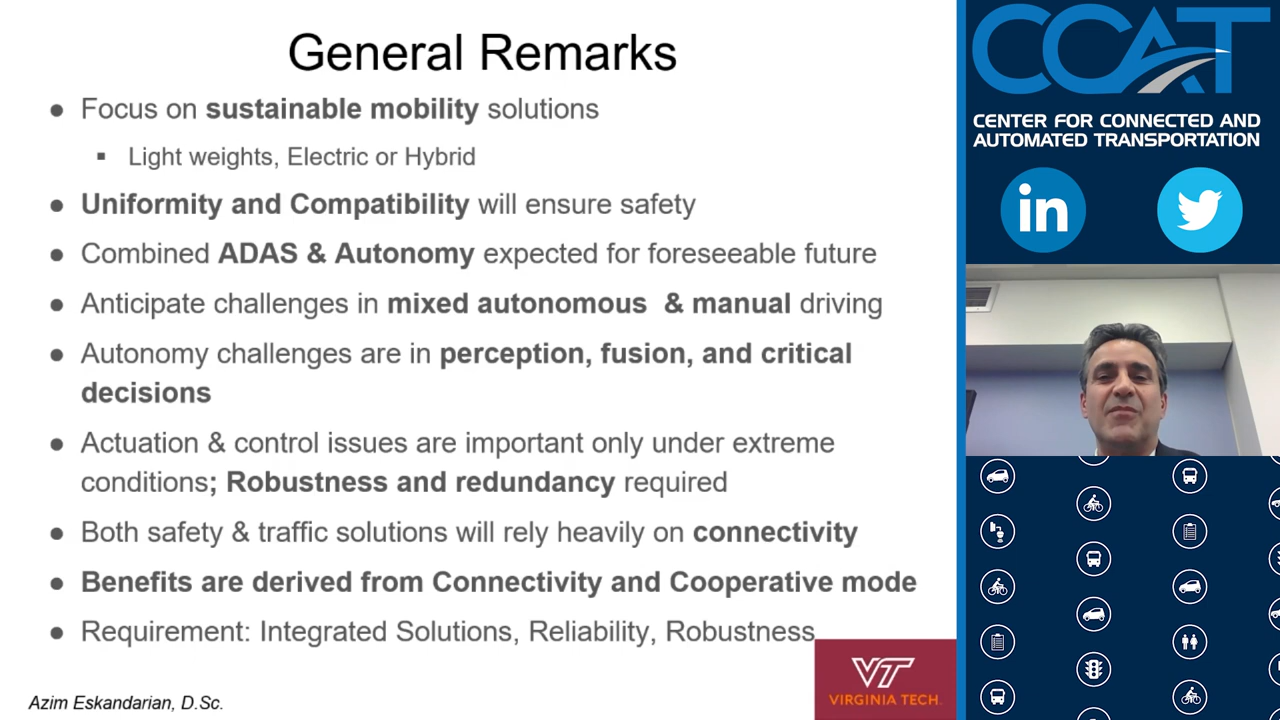 General Remarks
● Focus on sustainable mobility solutions
▪ Light weights, Electric or Hybrid
● Uniformity and Compatibility will ensure safety
● Combined ADAS & Autonomy expected for foreseeable future
● Anticipate challenges in mixed autonomous & manual driving
● Autonomy challenges are in perception, fusion, and critical
decisions
● Actuation & control issues are important only under extreme
conditions; Robustness and redundancy required
● Both safety & traffic solutions will rely heavily on connectivity
● Benefits are derived from Connectivity and Cooperative mode
● Requirement: Integrated Solutions, Reliability, Robustness
Azim Eskandarian, D.Sc.
VT
VIRGINIA TECH.
CCAT
CENTER FOR CONNECTED AND
AUTOMATED TRANSPORTATION
in